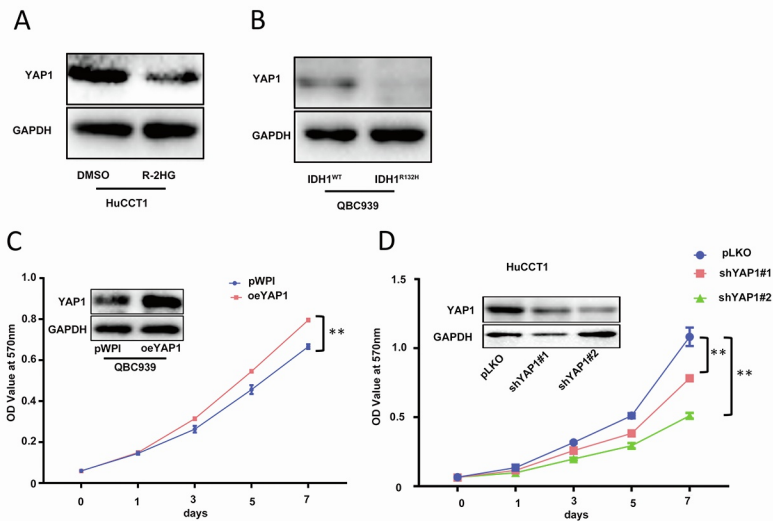 A
YAP1
GAPDH
DMSO R-2HG
HuCCT1
B
YAP1
GAPDH
IDH1WT IDH1R132H
QBC939
C
OD Value at 570nm
1.0
0.8
0.6
0.4
0.2
0
0 1 3 5 7
days
YAP1
GAPDH
pWPI oeYAP1
QBC939
pWPI
oeYAP1
**
D
OD Value at 570nm
1.5
1.0
0.5
0
0 1 3 5 7
days
HuCCT1
YAP1
GAPDH
pLKO shYAP1#1 shYAP1#2
pLKO
shYAP1#1
shYAP1#2
**
**